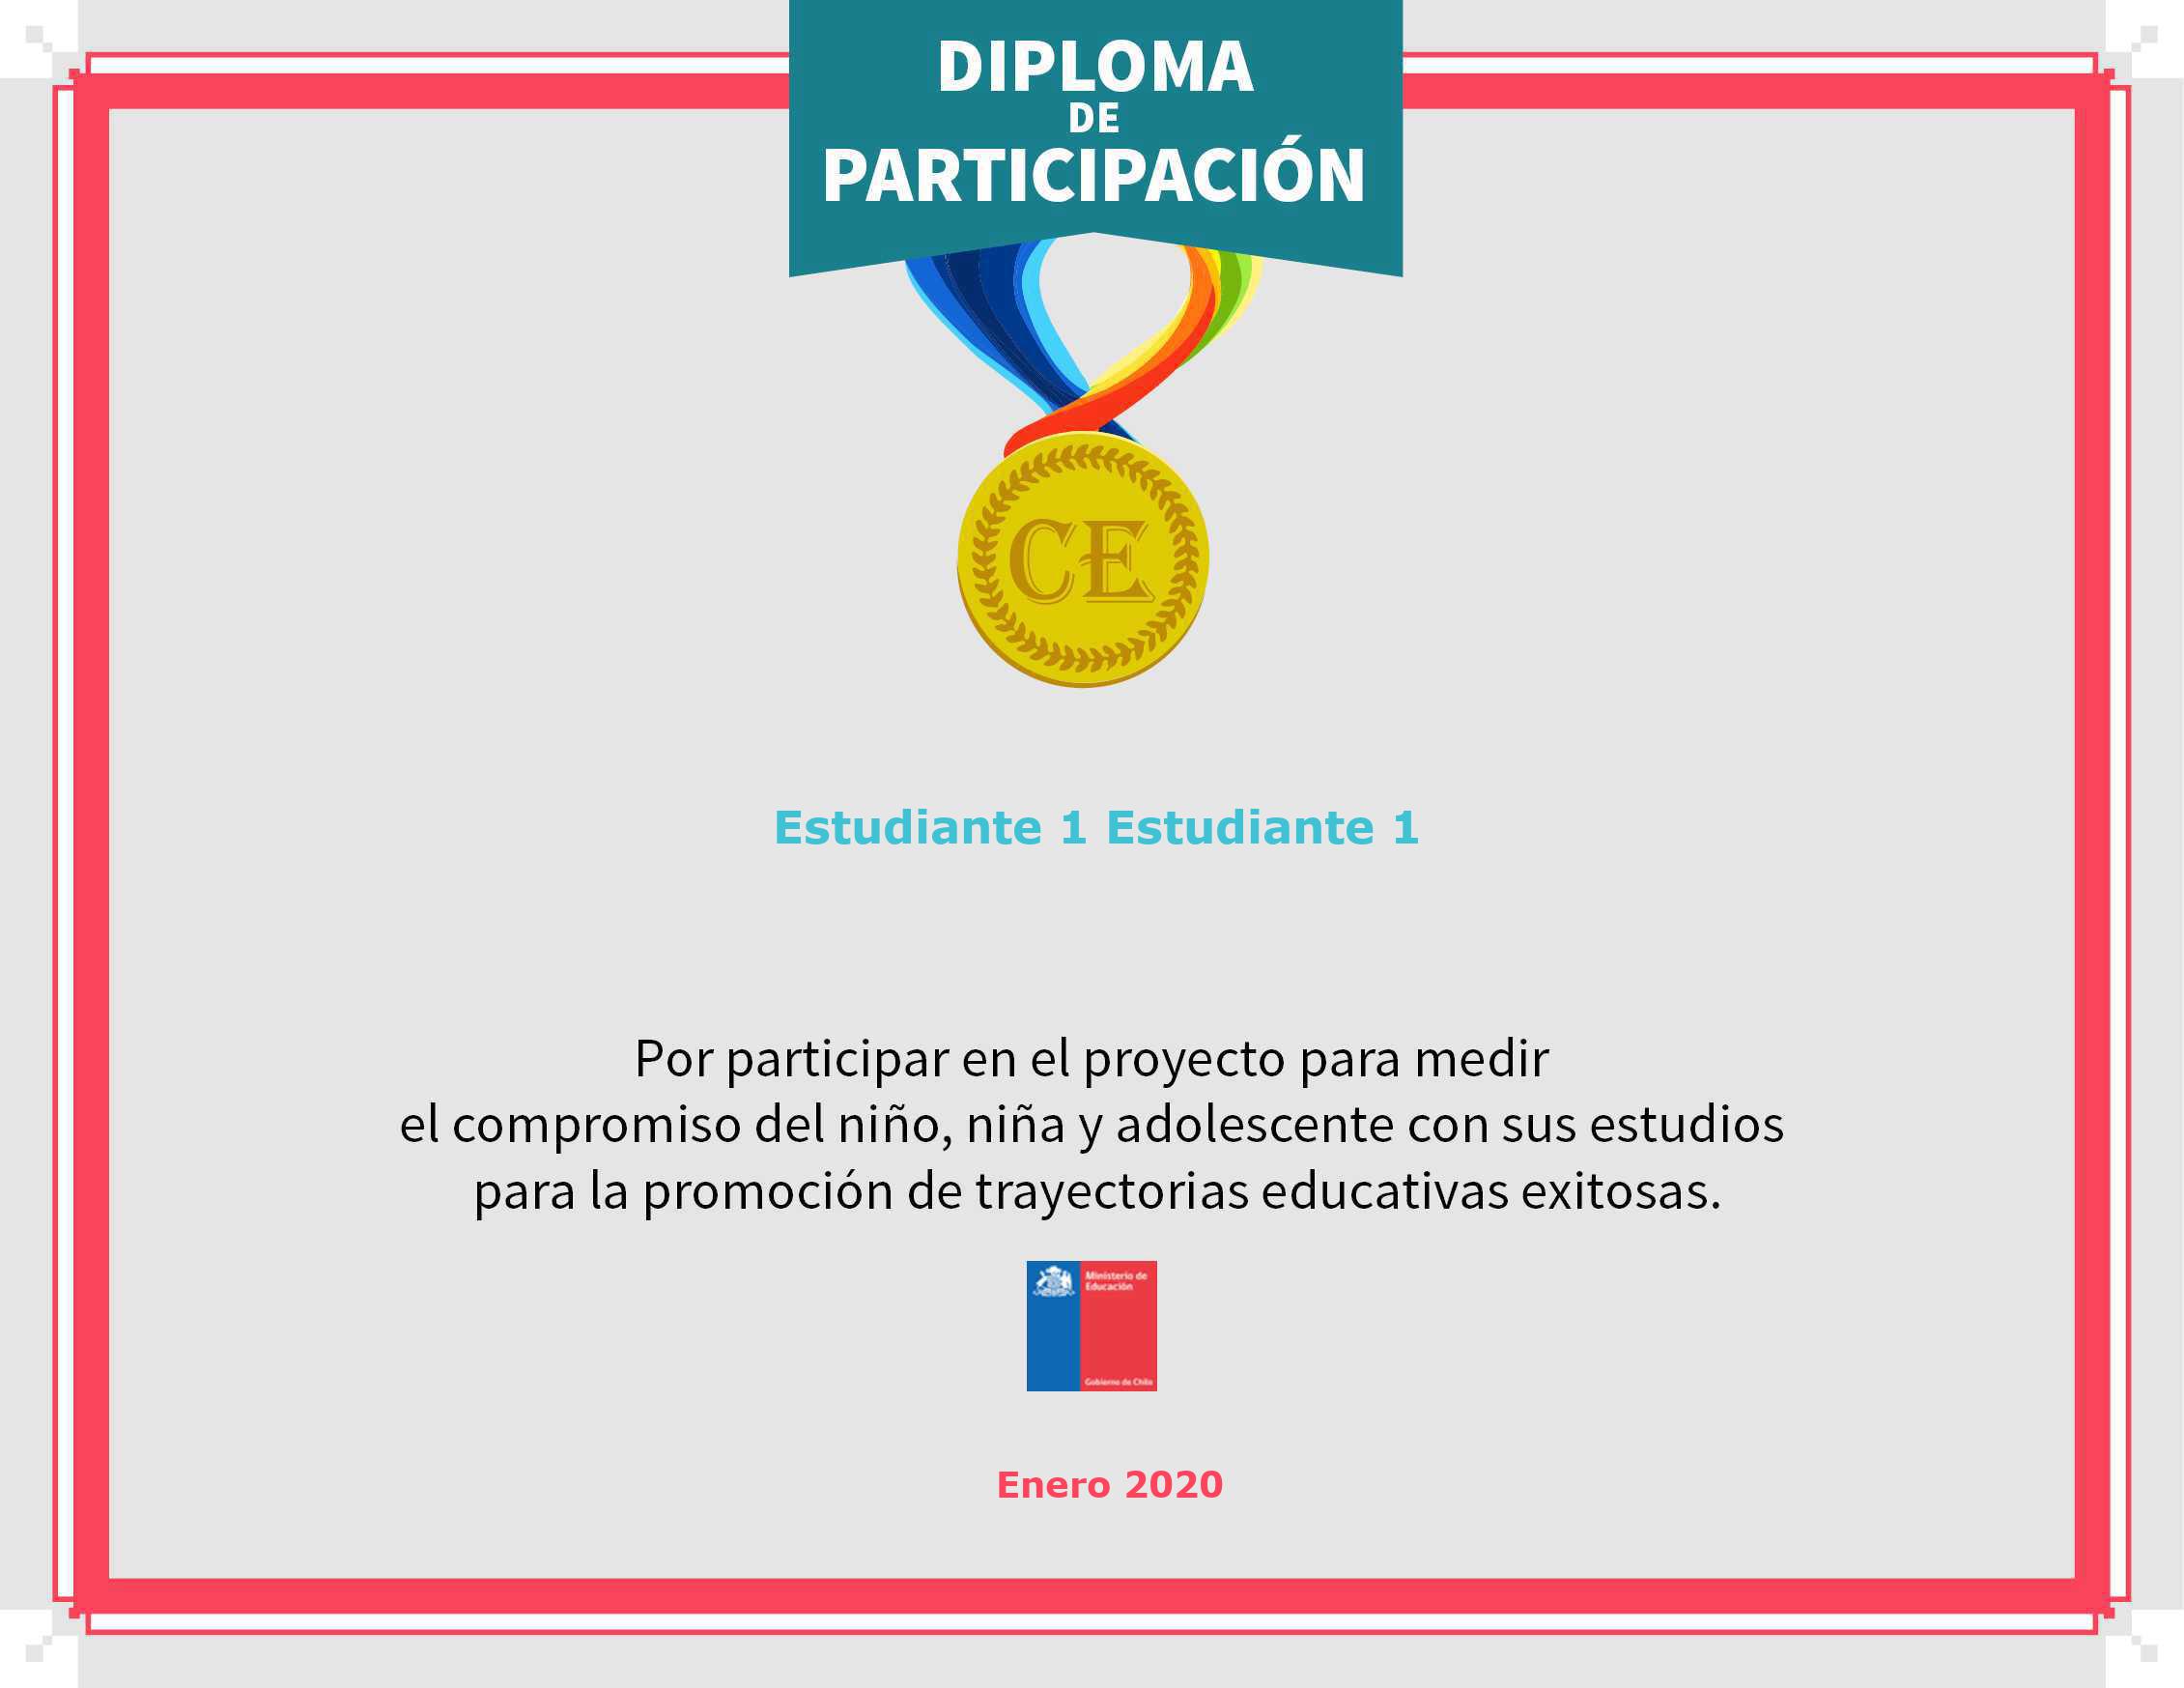 DIPLOMA
DE
PARTICIPACIÓN
CE
Estudiante 1 Estudiante 1
Por participar en el proyecto para medir
el compromiso del niño, niña y adolescente con sus estudios
para la promoción de trayectorias educativas exitosas.
Ministerio de
Educación
Gobierno de Chile
Enero 2020